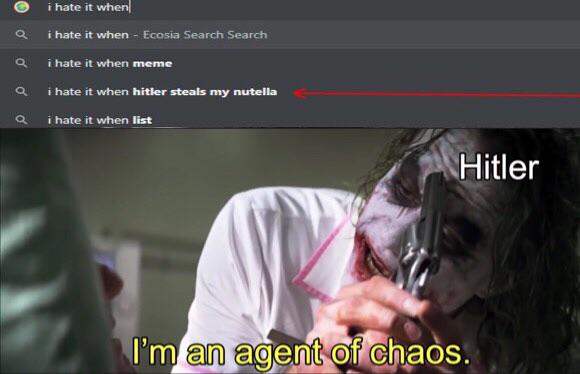 i hate it when
i hate it when - Ecosia Search Search
i hate it when meme
i hate it when hitler steals my nutella
i hate it when list
Hitler
I'm an agent of chaos.